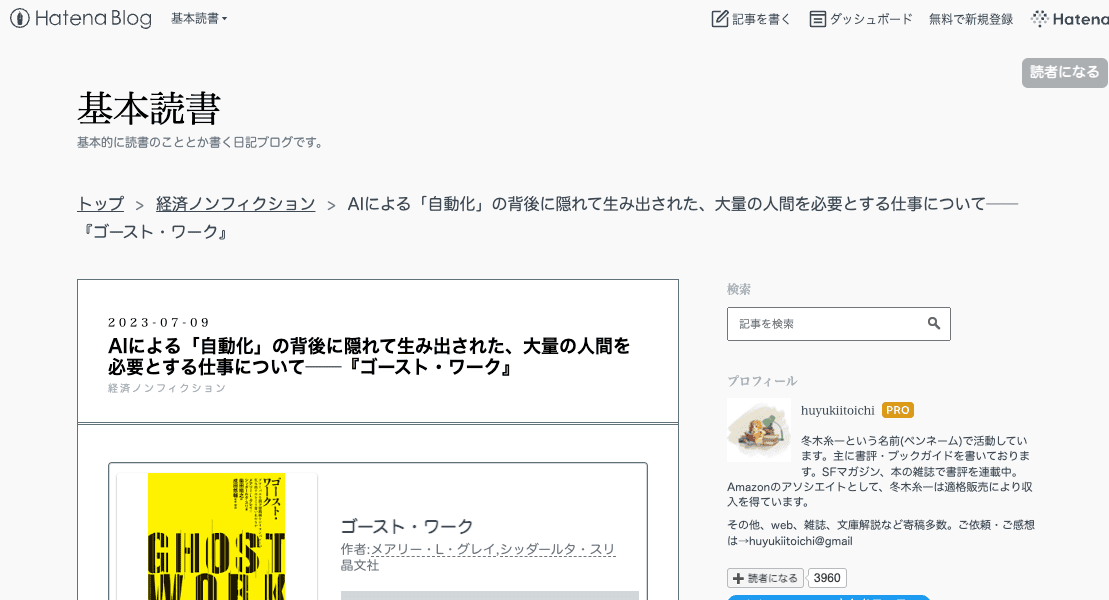 Hatena Blog 基本読書
記事を書く ダッシュボード 無料で新規登録 Hatena
読者になる
基本読書
基本的に読書のこととか書く日記ブログです。
トップ > 経済ノンフィクション > AIによる「自動化」の背後に隠れて生み出された、大量の人間を必要とする仕事について――
『ゴースト・ワーク』
2023-07-09
AIによる「自動化」の背後に隠れて生み出された、大量の人間を
必要とする仕事について――『ゴースト・ワーク』
経済ノンフィクション
ゴースト・ワーク
GHOST
WORK
ゴースト・ワーク
作者:メアリー・L・グレイ,シッダールタ・スリ
晶文社
検索
記事を検索
プロフィール
huyukiitoichi PRO
冬木糸一という名前(ペンネーム)で活動してい
ます。主に書評・ブックガイドを書いておりま
す。SFマガジン、本の雑誌で書評を連載中。
Amazonのアソシエイトとして、冬木糸一は適格販売により収
入を得ています。
その他、web、雑誌、文庫解説など寄稿多数。ご依頼・ご感想
は→huyukiitoichi@gmail
読者になる 3960